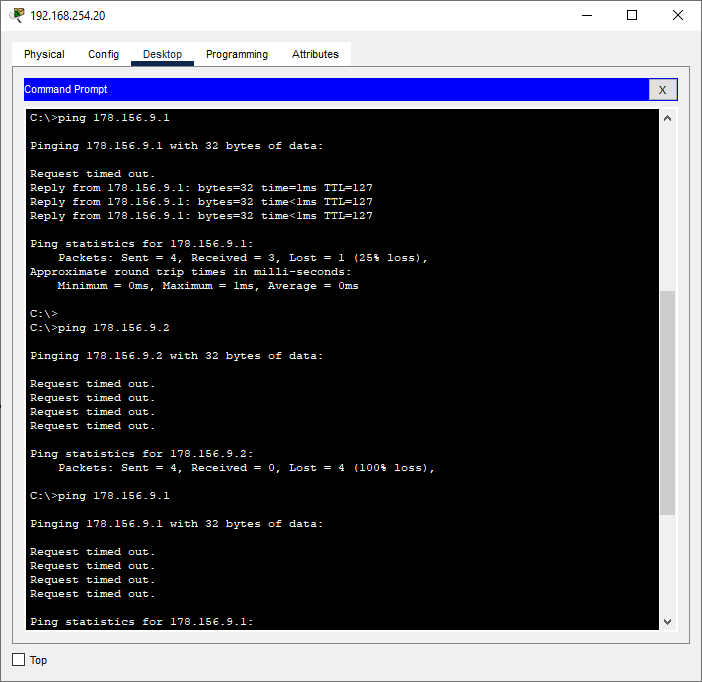 192.168.254.20
Physical Config Desktop Programming Attributes
Command Prompt X
C:\>ping 178.156.9.1
Pinging 178.156.9.1 with 32 bytes of data:
Request timed out.
Reply from 178.156.9.1: bytes=32 time=1ms TTL=127
Reply from 178.156.9.1: bytes=32 time<1ms TTL=127
Reply from 178.156.9.1: bytes=32 time<1ms TTL=127
Ping statistics for 178.156.9.1:
Packets: Sent = 4, Received = 3, Lost = 1 (25% loss),
Approximate round trip times in milli-seconds:
Minimum = 0ms, Maximum = 1ms, Average = 0ms
C:\>
C:\>ping 178.156.9.2
Pinging 178.156.9.2 with 32 bytes of data:
Request timed out.
Request timed out.
Request timed out.
Request timed out.
Ping statistics for 178.156.9.2:
Packets: Sent = 4, Received = 0, Lost = 4 (100% loss),
C:\>ping 178.156.9.1
Pinging 178.156.9.1 with 32 bytes of data:
Request timed out.
Request timed out.
Request timed out.
Request timed out.
Ping statistics for 178.156.9.1:
Top